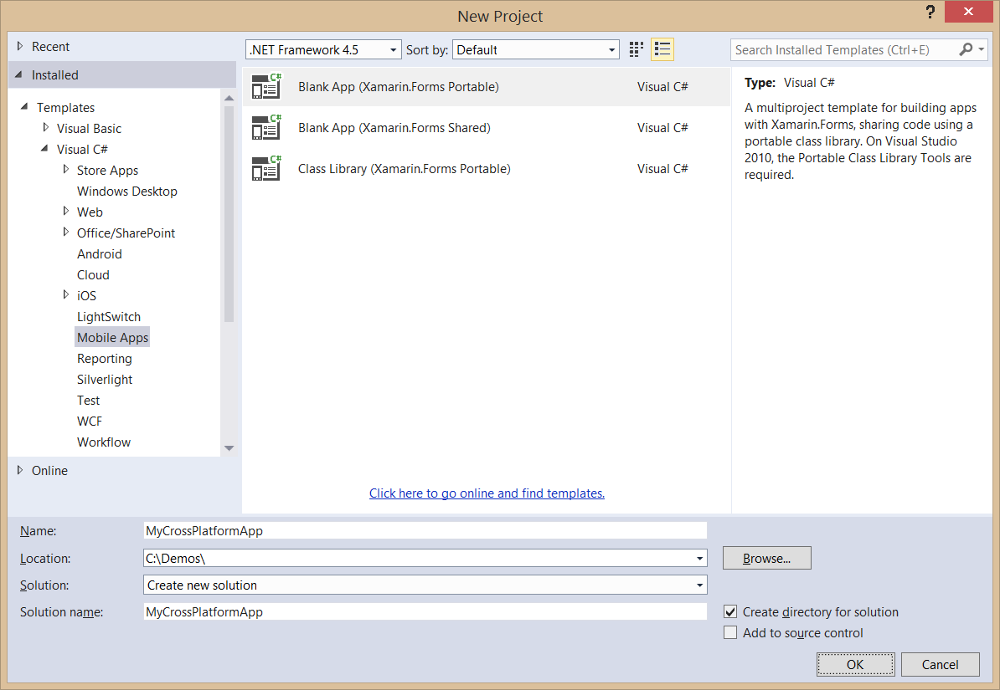 New Project
?
Recent
Installed
Templates
Visual Basic
Visual C#
Store Apps
Windows Desktop
Web
Office/SharePoint
Android
Cloud
iOS
LightSwitch
Mobile Apps
Reporting
Silverlight
Test
WCF
Workflow
Online
.NET Framework 4.5 Sort by: Default
C# Blank App (Xamarin.Forms Portable) Visual C#
C# Blank App (Xamarin.Forms Shared) Visual C#
C# Class Library (Xamarin.Forms Portable) Visual C#
Click here to go online and find templates.
Search Installed Templates (Ctrl+E)
Type: Visual C#
A multiproject template for building apps
with Xamarin.Forms, sharing code using a
portable class library. On Visual Studio
2010, the Portable Class Library Tools are
required.
Name: MyCrossPlatformApp
Location: C:\Demos\ Browse...
Solution: Create new solution
Solution name: MyCrossPlatformApp
Create directory for solution
Add to source control
OK Cancel